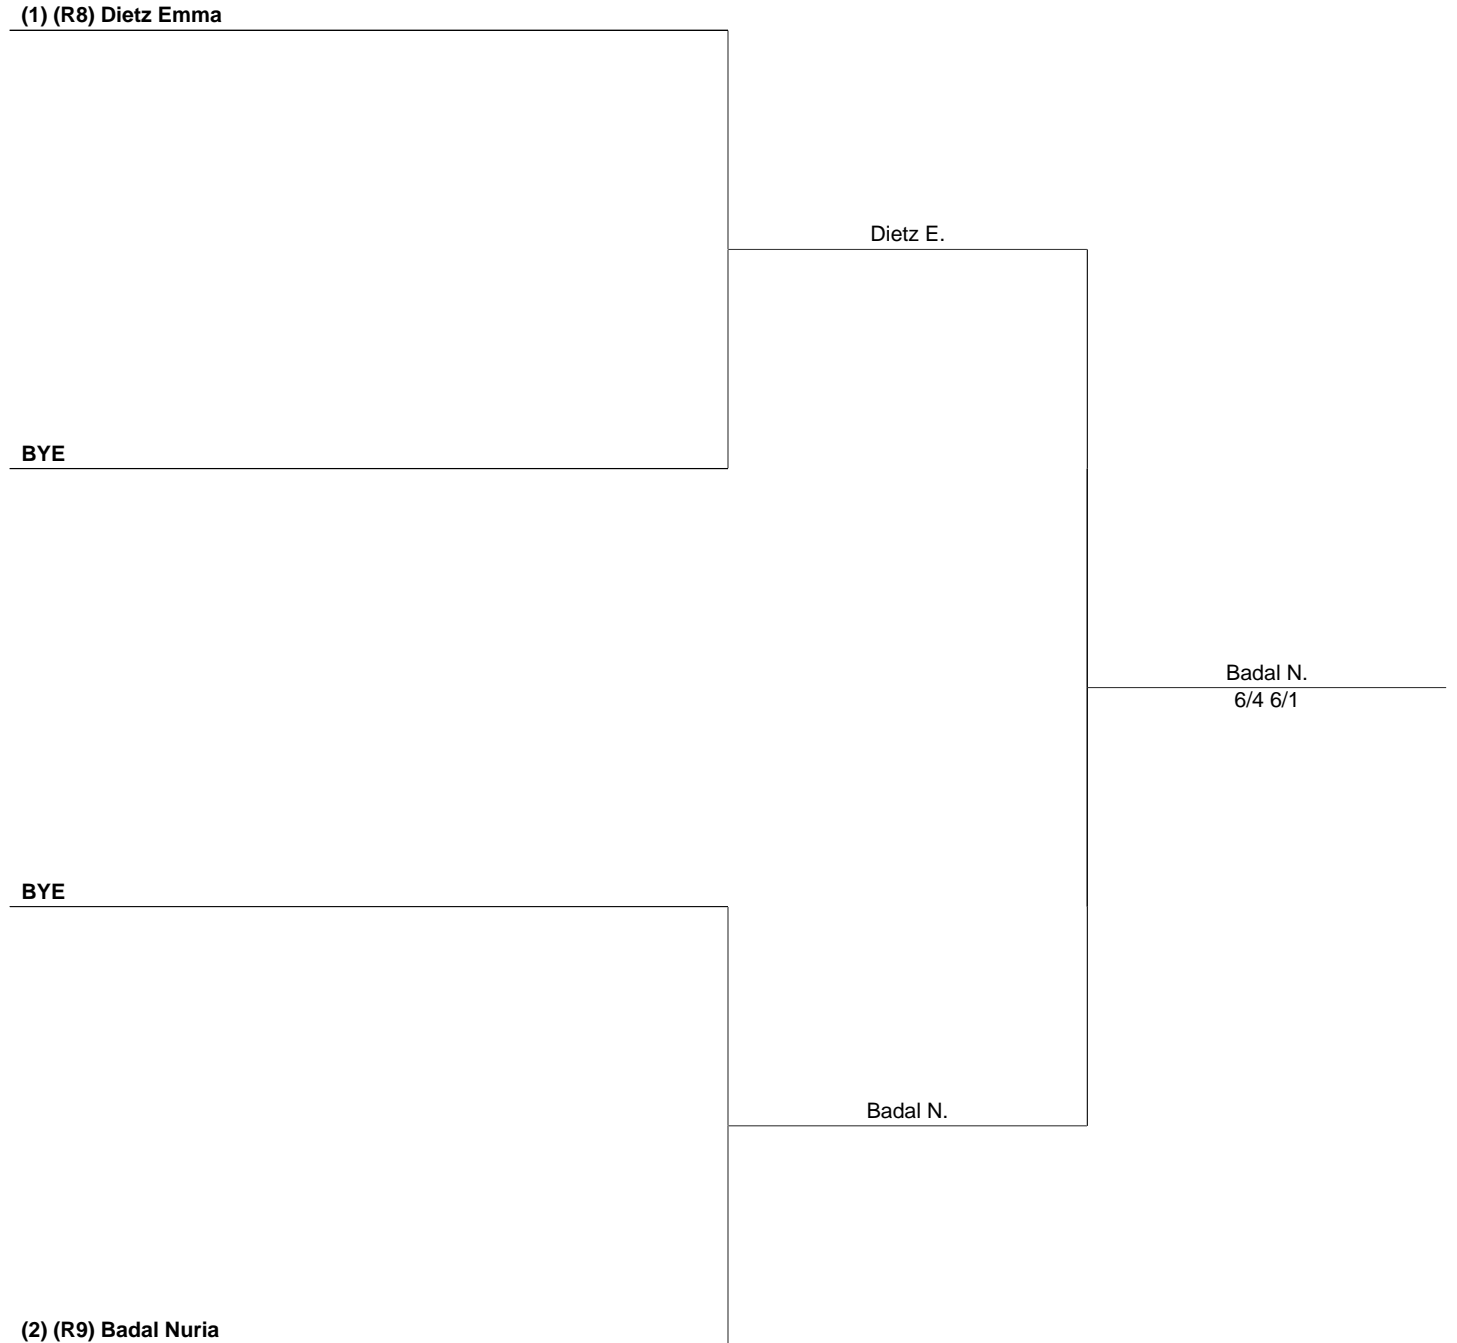 (1) (R8) Dietz Emma
Dietz E.
BYE
Badal N.
6/4 6/1
BYE
Badal N.
(2) (R9) Badal Nuria